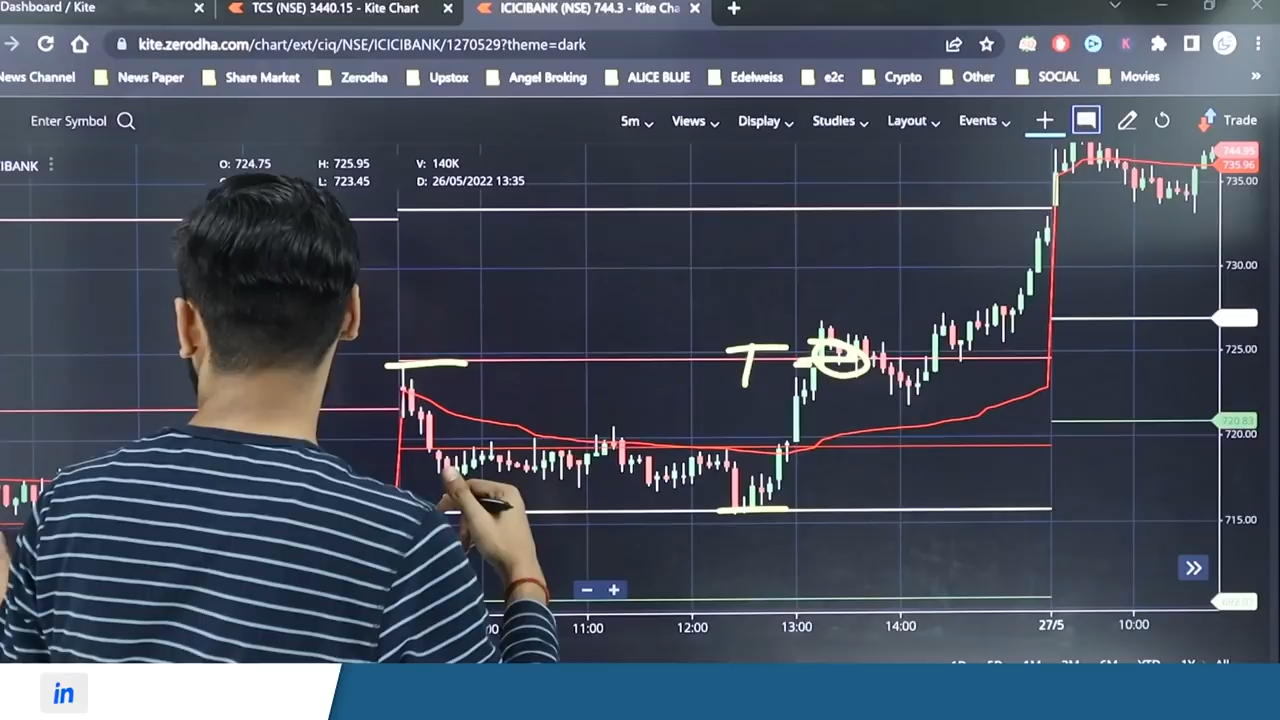 Dashboard / Kite
TCS (NSE) 3440.15 - Kite Chart
ICICIBANK (NSE) 744.3 - Kite Cha
kite.zerodha.com/chart/ext/ciq/NSE/ICICIBANK/1270529?theme=dark
News Channel News Paper Share Market Zerodha Upstox Angel Broking ALICE BLUE Edelweiss e2c Crypto Other SOCIAL Movies
Enter Symbol 5m Views Display Studies Layout Events Trade
IBANK O: 724.75 H: 725.95 V: 140K
L: 723.45 D: 26/05/2022 13:35
744.95
735.96
735.00
730.00
725.00
T
720.83
720.00
715.00
11:00 12:00 13:00 14:00 27/5 10:00
in